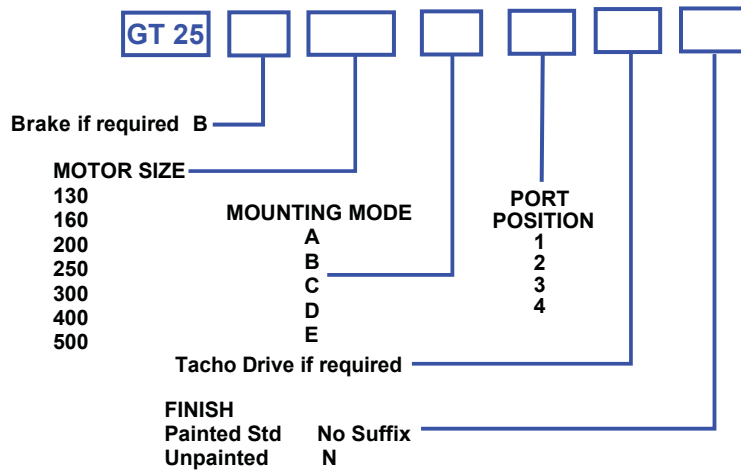 GT 25
Brake if required B
MOTOR SIZE
130
160
200
250
300
400
500
MOUNTING MODE
A
B
C
D
E
PORT
POSITION
1
2
3
4
Tacho Drive if required
FINISH
Painted Std No Suffix
Unpainted N